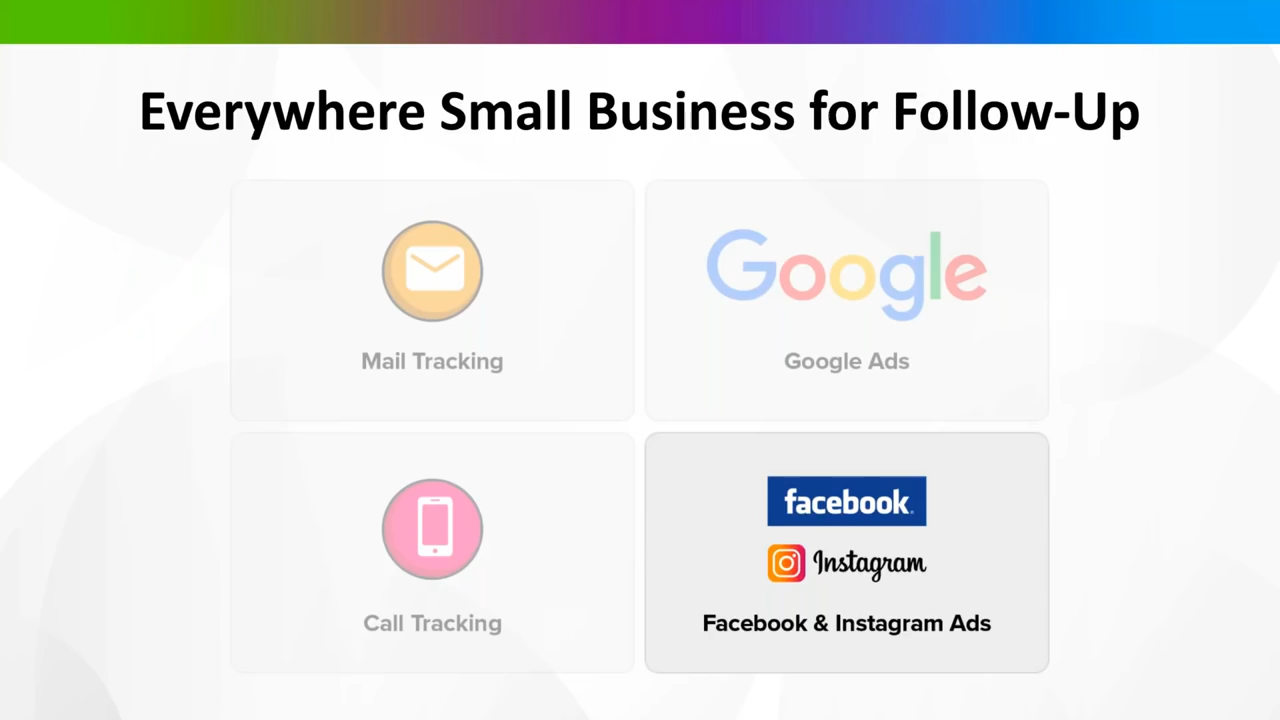 Everywhere Small Business for Follow-Up
Google
Mail Tracking
Google Ads
facebook.
Instagram
Call Tracking
Facebook & Instagram Ads